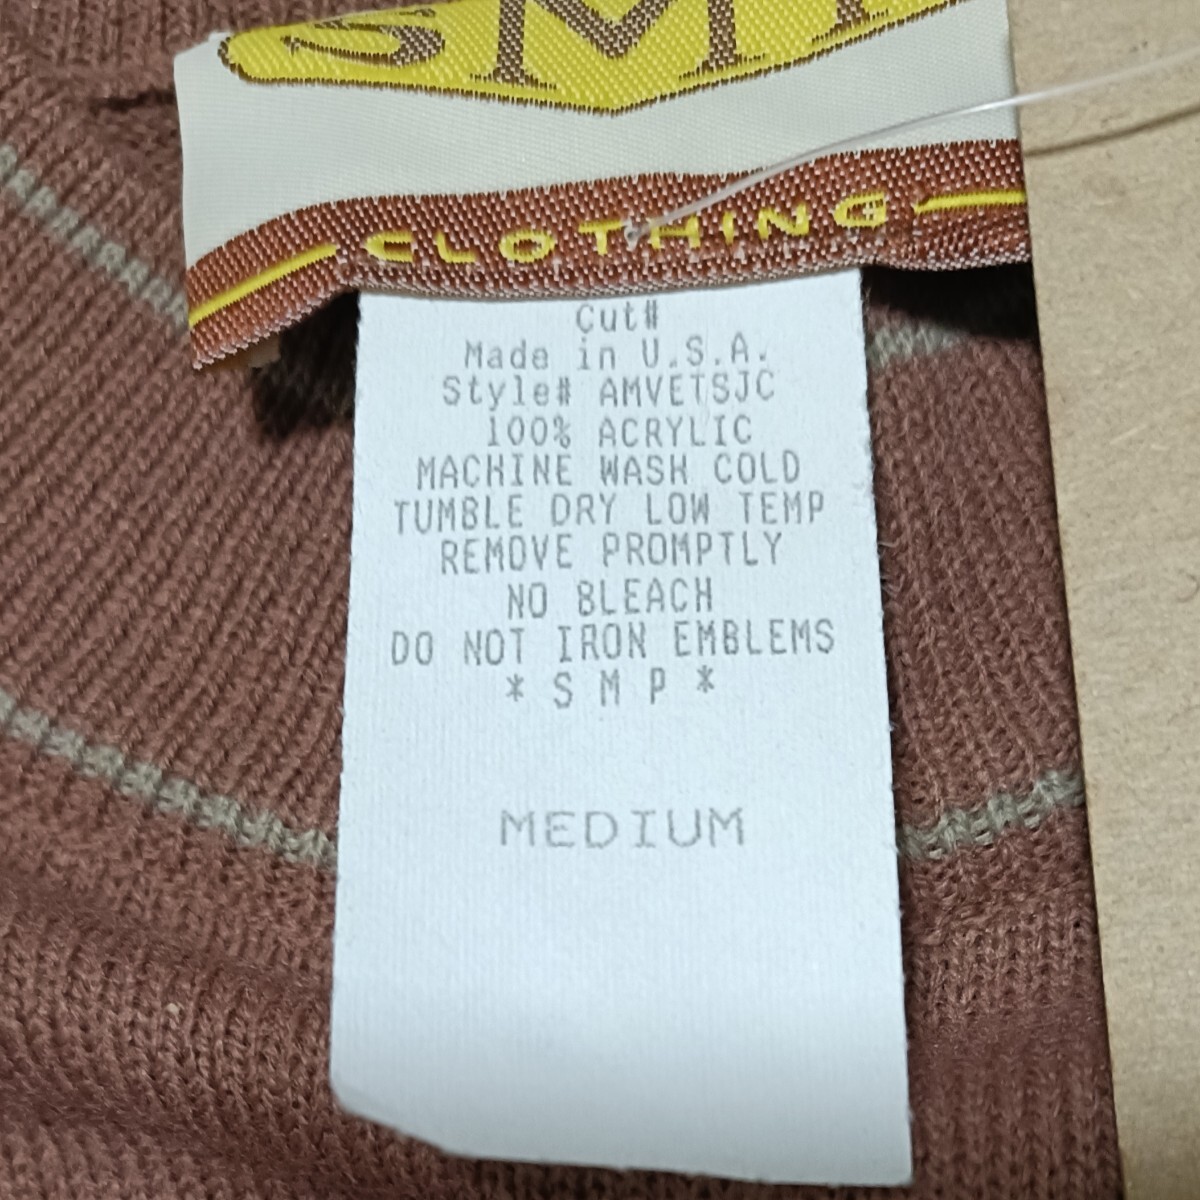 SMP
CLOTHING
Cut#
Made in U.S.A.
Style# AMVETSJC
100% ACRYLIC
MACHINE WASH COLD
TUMBLE DRY LOW TEMP
REMOVE PROMPTLY
NO BLEACH
DO NOT IRON EMBLEMS
* S M P *
MEDIUM